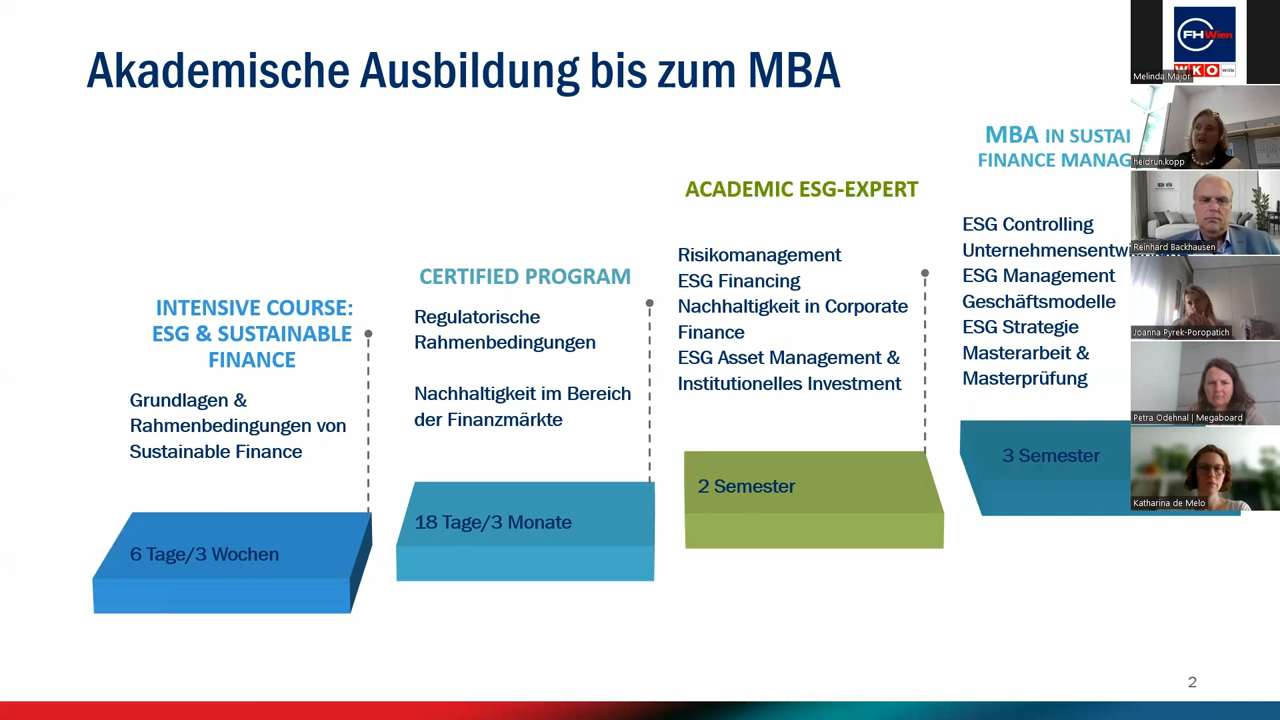 Akademische Ausbildung bis zum MBA
INTENSIVE COURSE:
ESG & SUSTAINABLE
FINANCE
Grundlagen &
Rahmenbedingungen von
Sustainable Finance
6 Tage/3 Wochen
CERTIFIED PROGRAM
Regulatorische
Rahmenbedingungen
Nachhaltigkeit im Bereich
der Finanzmärkte
18 Tage/3 Monate
ACADEMIC ESG-EXPERT
Risikomanagement
ESG Financing
Nachhaltigkeit in Corporate
Finance
ESG Asset Management &
Institutionelles Investment
2 Semester
MBA IN SUSTAI
FINANCE MANAG
ESG Controlling
Unternehmensentwi
ESG Management
Geschäftsmodelle
ESG Strategie
Masterarbeit &
Masterprüfung
3 Semester
FHWien
WKO WIEN
Melinda Major
heidrun.kopp
Reinhard Backhausen
Joanna Pyrek-Poropatich
Petra Odehnal | Megaboard
Katharina de Melo
2